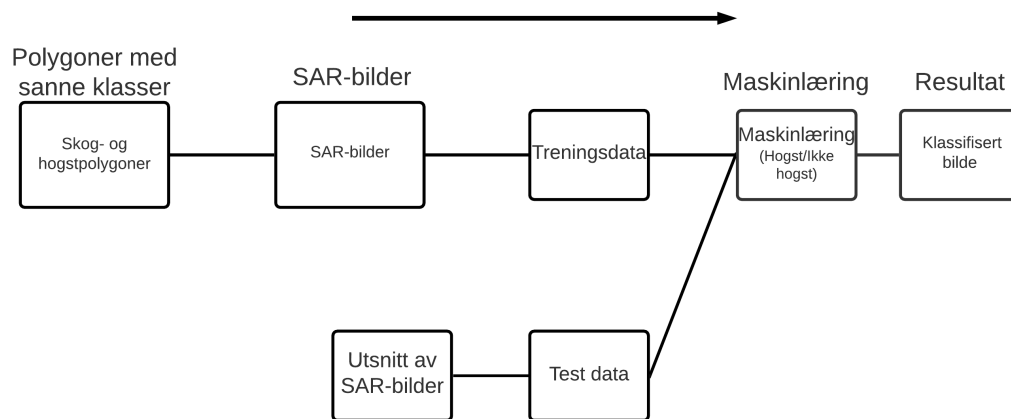 Polygoner med
sanne klasser
SAR-bilder
Maskinlæring
Resultat
Skog- og
hogstpolygoner
SAR-bilder
Treningsdata
Maskinlæring
(Hogst/Ikke
hogst)
Klassifisert
bilde
Utsnitt av
SAR-bilder
Test data